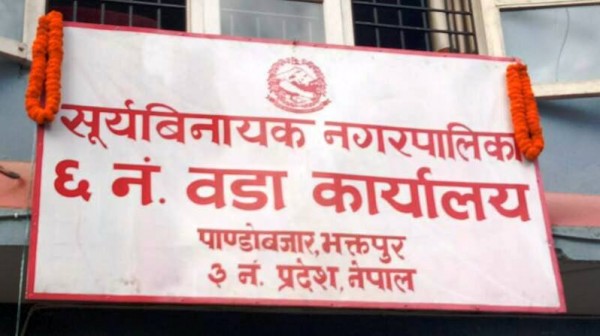 सूर्यबिनायक नगरपालिका
६ नं. वडा कार्यालय
पाण्डोबजार,भक्तपुर
३ नं. प्रदेश, नेपाल